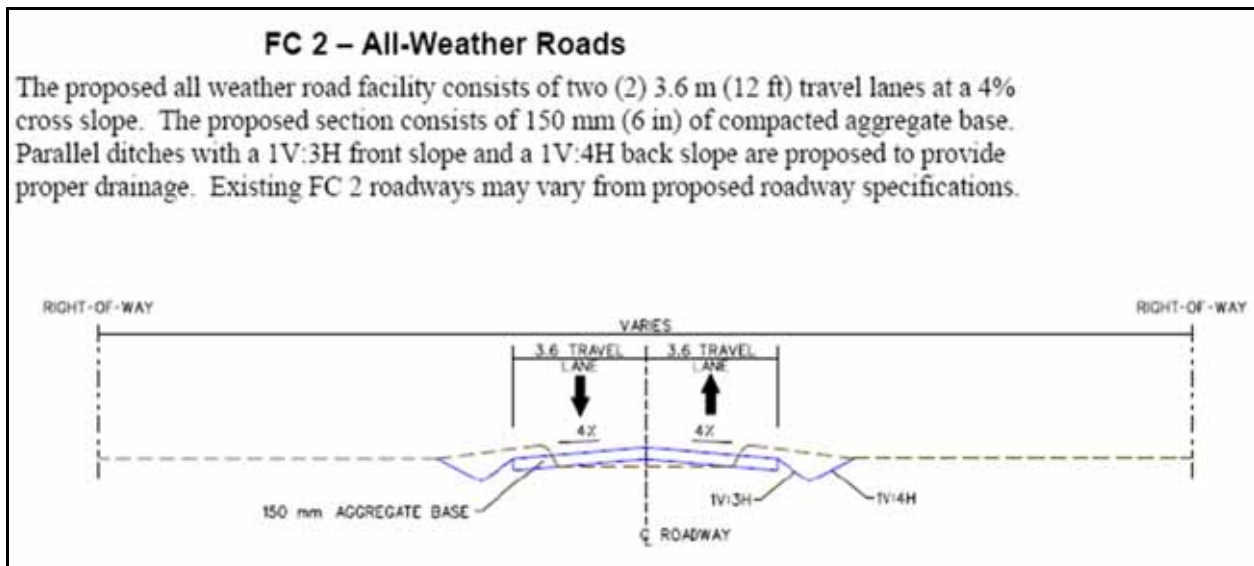 FC 2 – All-Weather Roads
The proposed all weather road facility consists of two (2) 3.6 m (12 ft) travel lanes at a 4%
cross slope. The proposed section consists of 150 mm (6 in) of compacted aggregate base.
Parallel ditches with a 1V:3H front slope and a 1V:4H back slope are proposed to provide
proper drainage. Existing FC 2 roadways may vary from proposed roadway specifications.
RIGHT-OF-WAY
RIGHT-OF-WAY
VARIES
3.6 TRAVEL
LANE
3.6 TRAVEL
LANE
4%
4%
150 mm AGGREGATE BASE
1V:3H
1V:4H
℄ ROADWAY